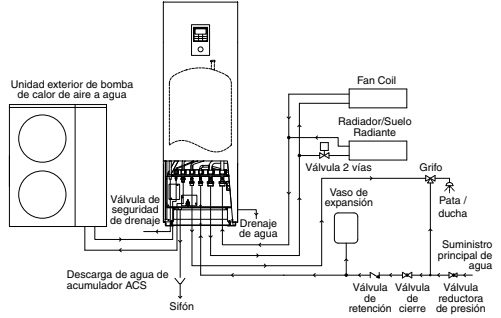 Unidad exterior de bomba
de calor de aire a agua
Fan Coil
Radiador/Suelo
Radiante
Válvula 2 vías
Grifo
Pata /
ducha
Válvula de
seguridad
de drenaje
Drenaje
de agua
Vaso de
expansión
Suministro
principal de
agua
Descarga de agua de
acumulador ACS
Sifón
Válvula
de
retención
Válvula
de
cierre
Válvula
reductora
de presión